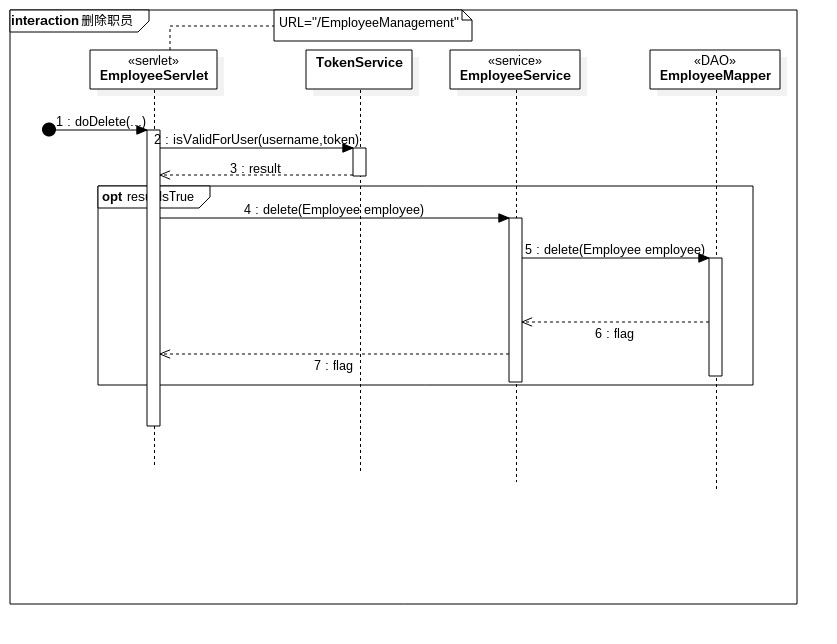 interaction 删除职员
URL="/EmployeeManagement"
«servlet»
EmployeeServlet
TokenService
«service»
EmployeeService
«DAO»
EmployeeMapper
1 : doDelete(...)
2 : isValidForUser(username,token)
3 : result
opt resultIsTrue
4 : delete(Employee employee)
5 : delete(Employee employee)
6 : flag
7 : flag